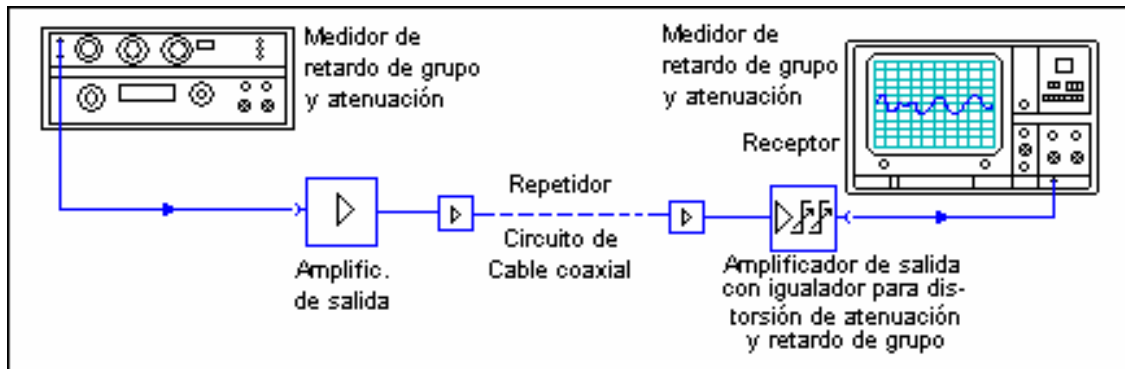 Medidor de
retardo de grupo
y atenuación
Medidor de
retardo de grupo
y atenuación
Receptor
Repetidor
Circuito de
Cable coaxial
Amplific.
de salida
Amplificador de salida
con igualador para dis-
torsión de atenuación
y retardo de grupo